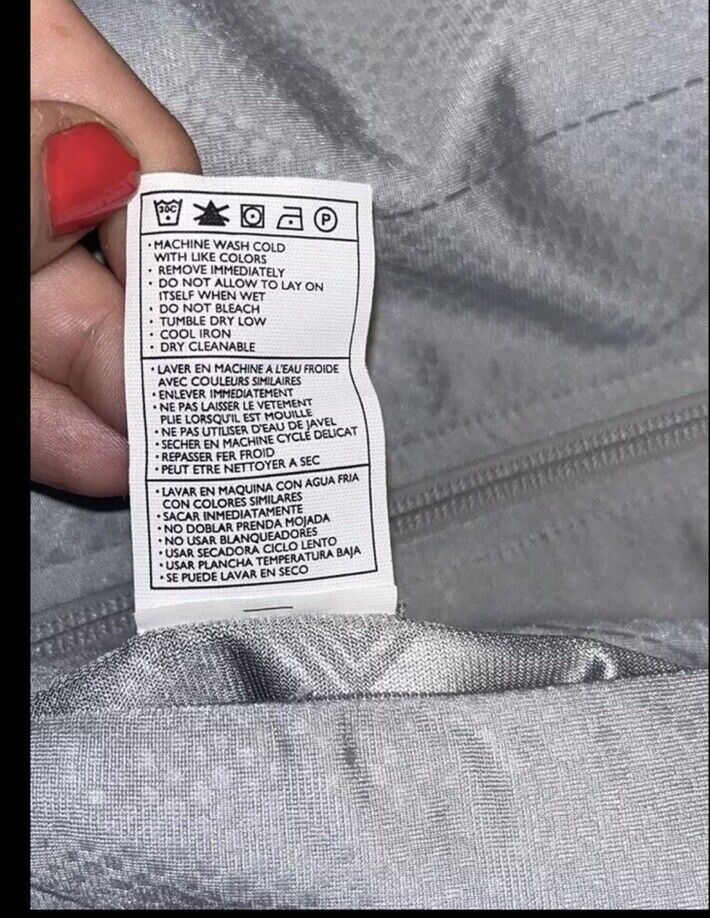 30C P
• MACHINE WASH COLD
WITH LIKE COLORS
• REMOVE IMMEDIATELY
• DO NOT ALLOW TO LAY ON
ITSELF WHEN WET
• DO NOT BLEACH
• TUMBLE DRY LOW
• COOL IRON
• DRY CLEANABLE
• LAVER EN MACHINE A L'EAU FROIDE
AVEC COULEURS SIMILAIRES
• ENLEVER IMMEDIATEMENT
• NE PAS LAISSER LE VETEMENT
PLIE LORSQU'IL EST MOUILLE
• NE PAS UTILISER D'EAU DE JAVEL
• SECHER EN MACHINE CYCLE DELICAT
• REPASSER FER FROID
• PEUT ETRE NETTOYER A SEC
• LAVAR EN MAQUINA CON AGUA FRIA
CON COLORES SIMILARES
• SACAR INMEDIATAMENTE
• NO DOBLAR PRENDA MOJADA
• NO USAR BLANQUEADORES
• USAR SECADORA CICLO LENTO
• USAR PLANCHA TEMPERATURA BAJA
• SE PUEDE LAVAR EN SECO